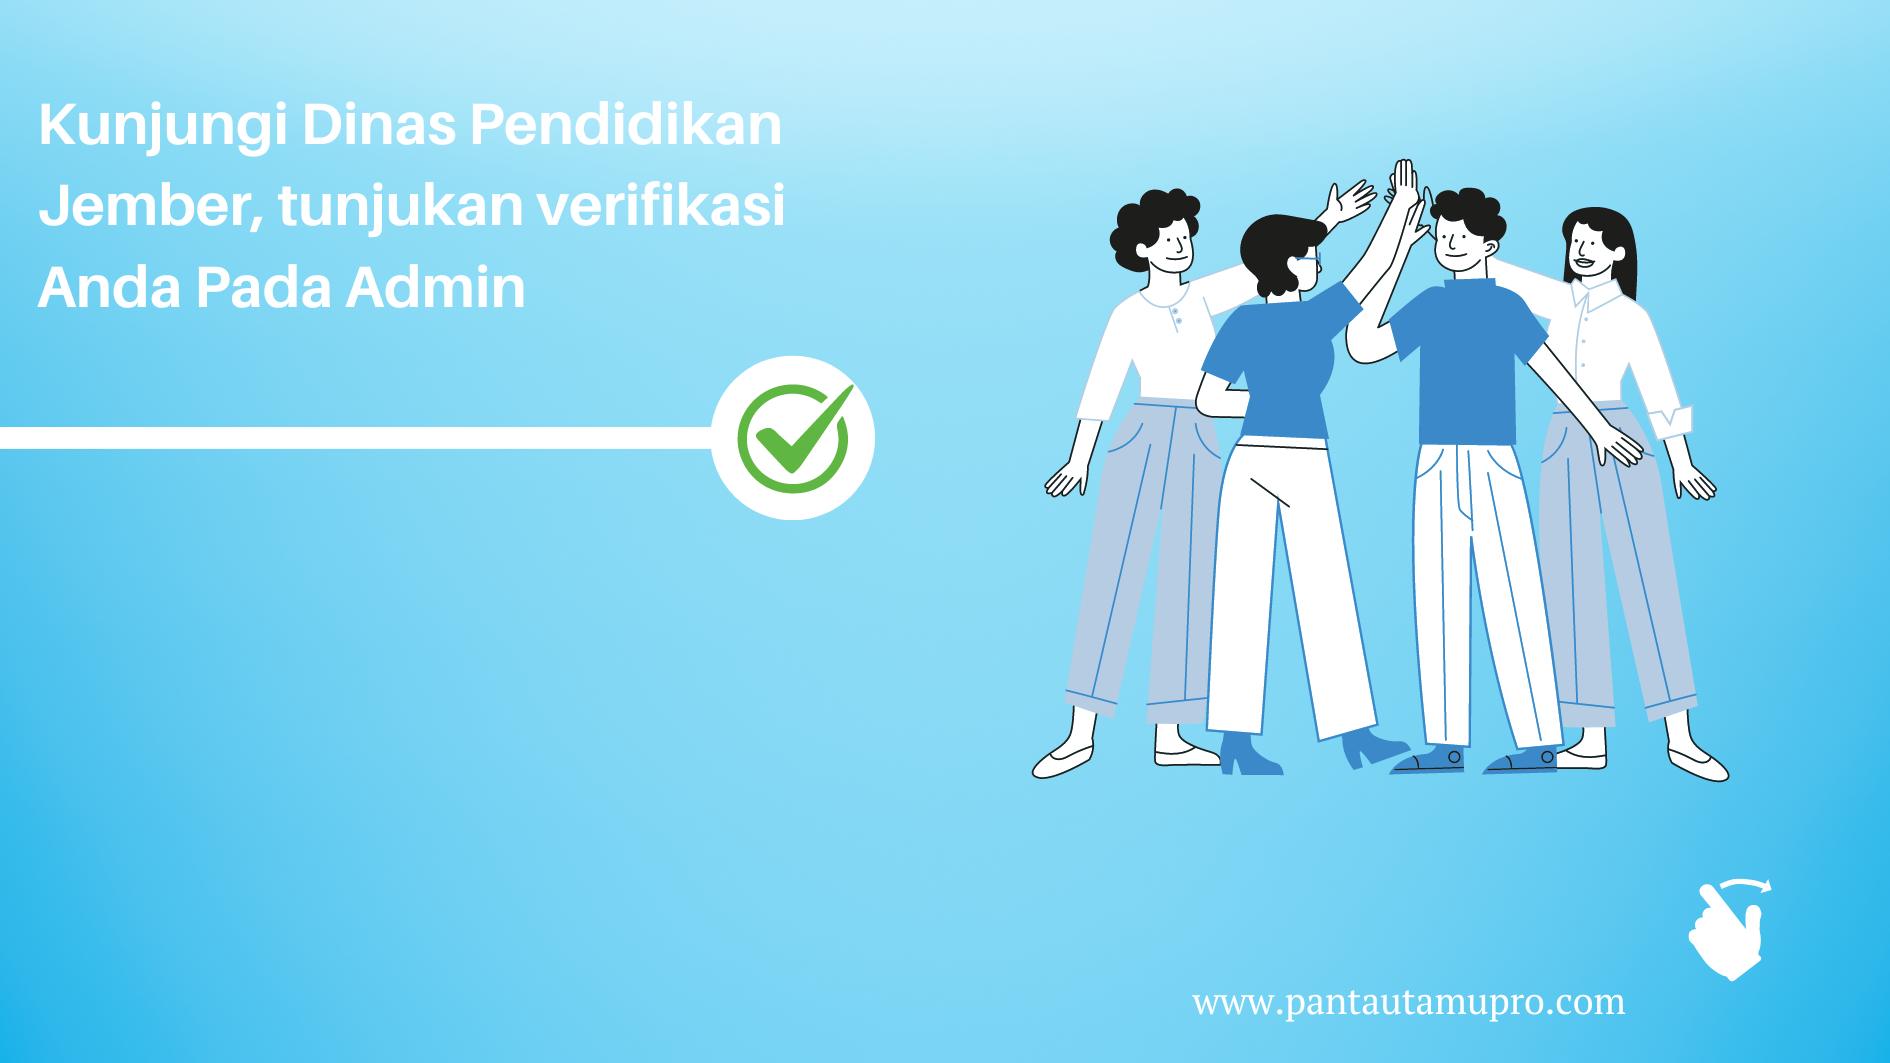 Kunjungi Dinas Pendidikan
Jember, tunjukan verifikasi
Anda Pada Admin
www.pantautamupro.com